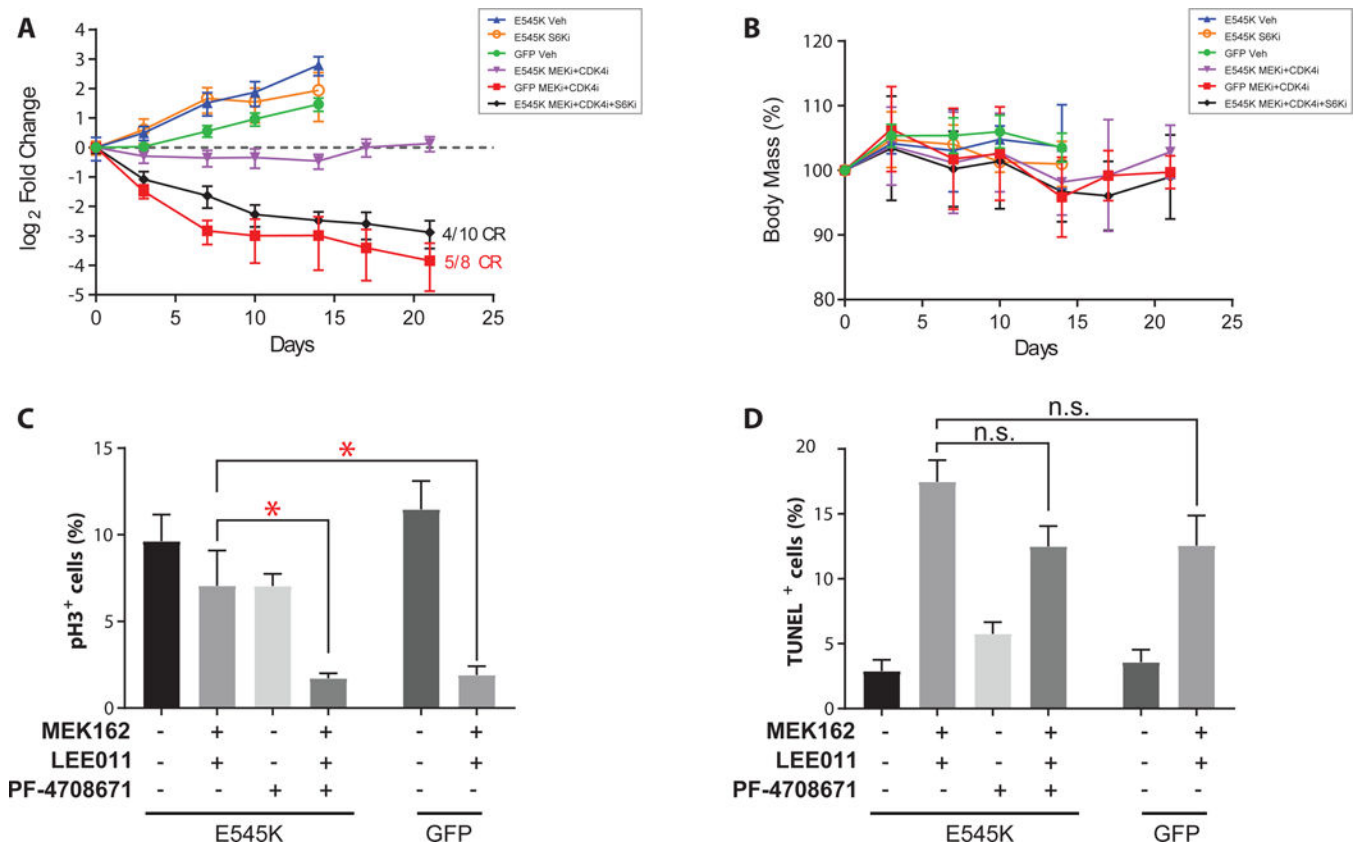 A
E545K Veh
E545K S6Ki
GFP Veh
E545K MEKi+CDK4i
GFP MEKi+CDK4i
E545K MEKi+CDK4i+S6Ki
4
3
2
1
0
-1
-2
-3
-4
-5
log2 Fold Change
4/10 CR
5/8 CR
0 5 10 15 20 25
Days
B
E545K Veh
E545K S6Ki
GFP Veh
E545K MEKi+CDK4i
GFP MEKi+CDK4i
E545K MEKi+CDK4i+S6Ki
120
110
100
90
80
Body Mass (%)
0 5 10 15 20 25
Days
C
15
10
5
0
pH3+ cells (%)
*
*
MEK162 - + - + - +
LEE011 - + - + - +
PF-4708671 - - + + - -
E545K GFP
D
n.s.
n.s.
20
15
10
5
0
TUNEL + cells (%)
MEK162 - + - + - +
LEE011 - + - + - +
PF-4708671 - - + + - -
E545K GFP